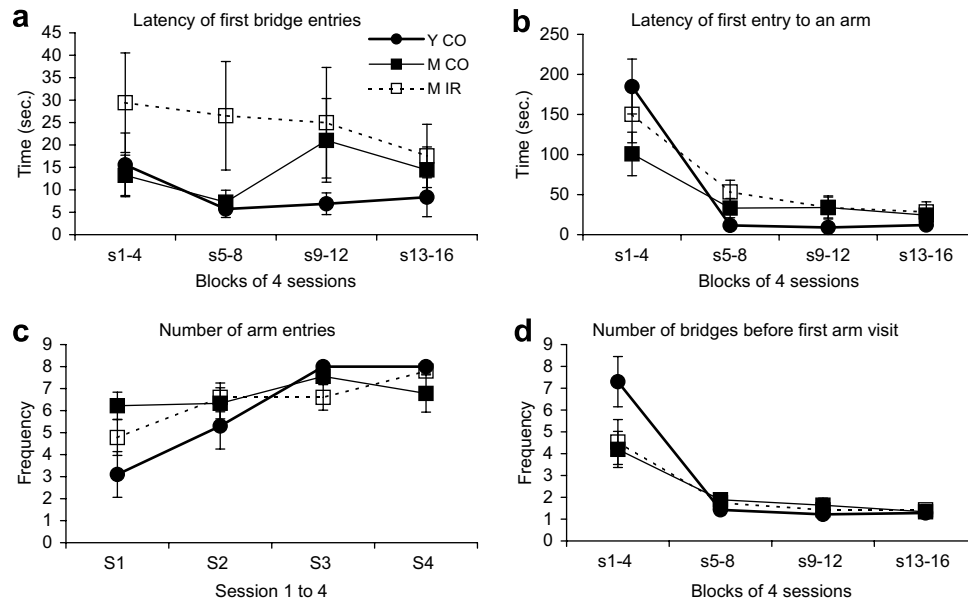 a
Latency of first bridge entries
45
40
35
30
25
20
15
10
5
0
Time (sec.)
Y CO
M CO
M IR
s1-4 s5-8 s9-12 s13-16
Blocks of 4 sessions
b
Latency of first entry to an arm
250
200
150
100
50
0
Time (sec.)
s1-4 s5-8 s9-12 s13-16
Blocks of 4 sessions
c
Number of arm entries
9
8
7
6
5
4
3
2
1
0
Frequency
S1 S2 S3 S4
Session 1 to 4
d
Number of bridges before first arm visit
9
8
7
6
5
4
3
2
1
0
Frequency
s1-4 s5-8 s9-12 s13-16
Blocks of 4 sessions